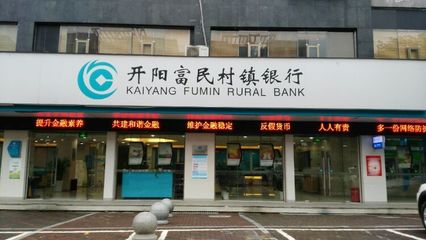 开阳富民村镇银行
KAIYANG FUMIN RURAL BANK
提升金融素养 共建和谐金融 维护金融稳定 反假货币 人人有责 多一份网络防